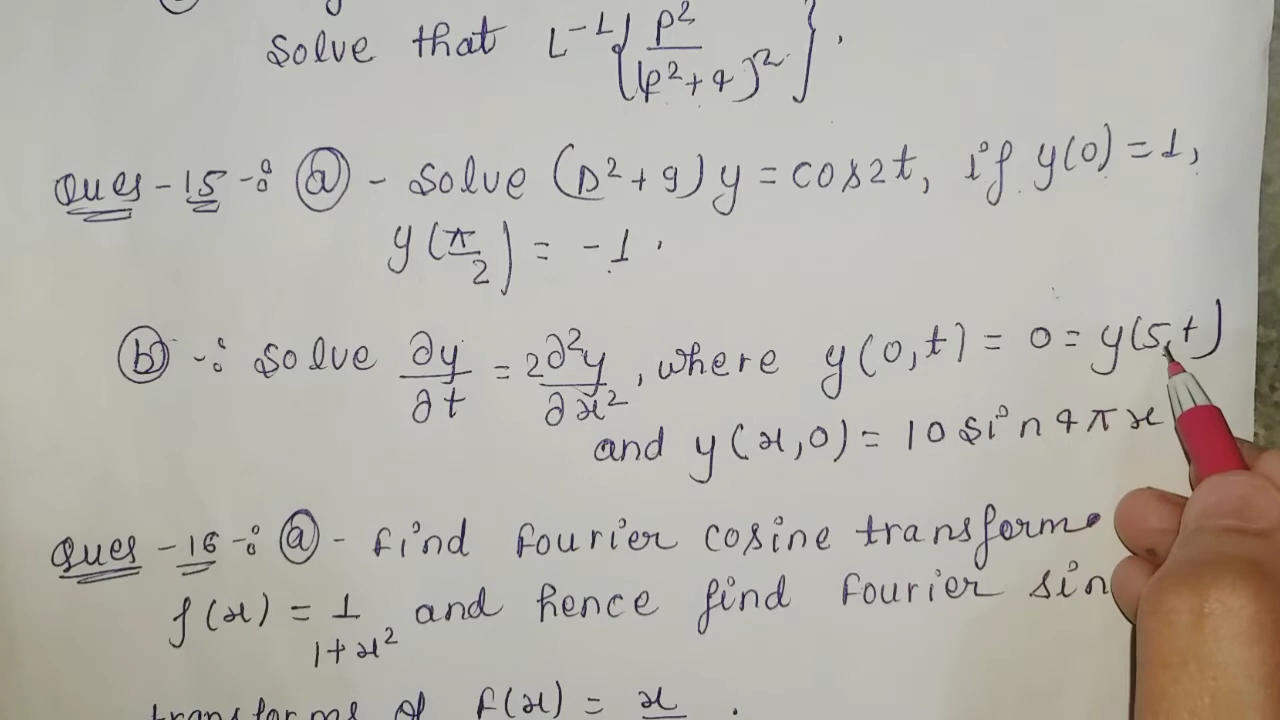 Solve that L⁻¹{p²/(p²+4)²}.
Ques-15-: (a) - Solve (D²+9)y = cos2t, if y(0) = 1,
y(π/2) = -1.
(b) -: Solve ∂y/∂t = 2∂²y/∂x², where y(0,t) = 0 = y(5,t)
and y(x,0) = 10 sin 4πx
Ques-16-: (a) - Find Fourier cosine transform
f(x) = 1/1+x² and hence find Fourier sin
transforms of F(x) = x .